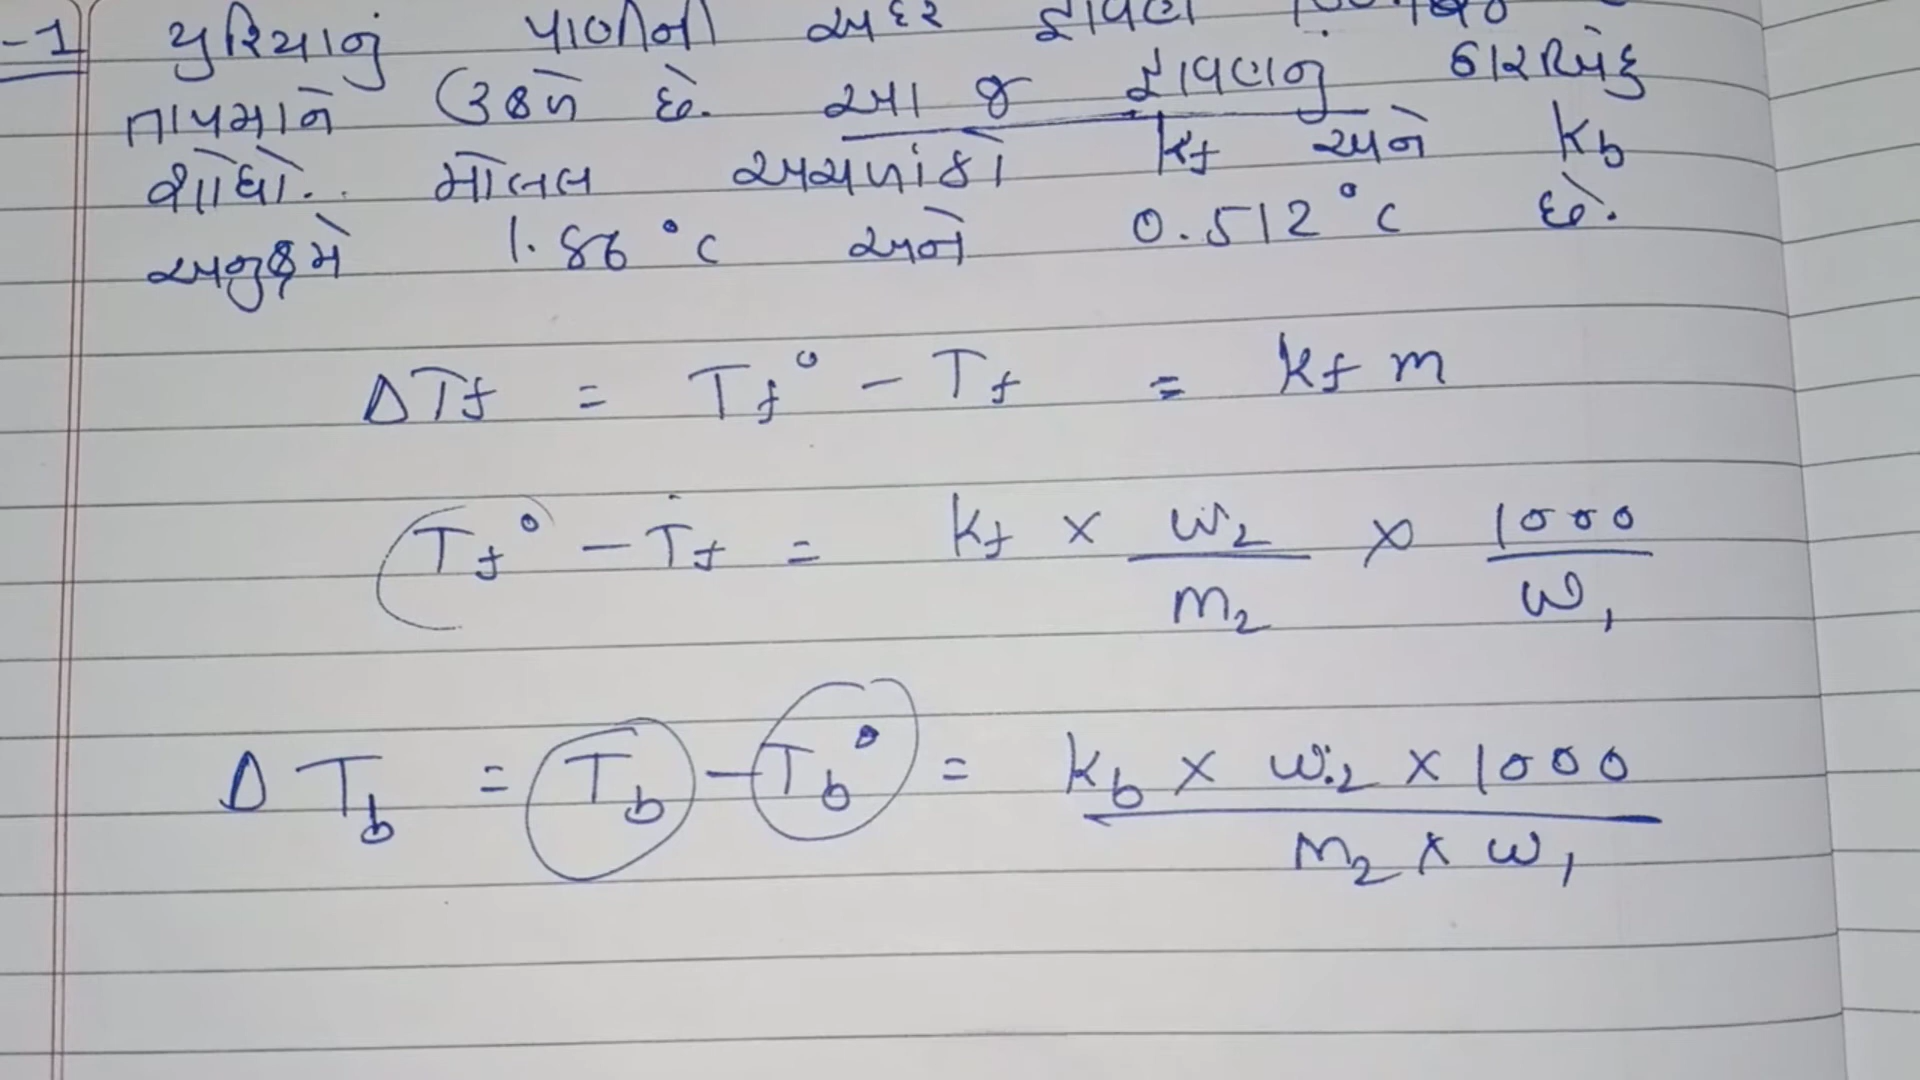 -1 યુરિયાનું પાણીની અંદર દ્રાવણ
તાપમાને ઉકળે છે. આ જ દ્રાવણનું ઠારબિંદુ
શોધો. મોલલ અચળાંકો Kf અને Kb
અનુક્રમે 1.86 °C અને 0.512 °C છે.
ΔTf = Tf° - Tf = Kf m
Tf° - Tf = Kf × W2/M2 × 1000/W1
ΔTb = Tb - Tb° = Kb × W2 × 1000 / M2 × W1